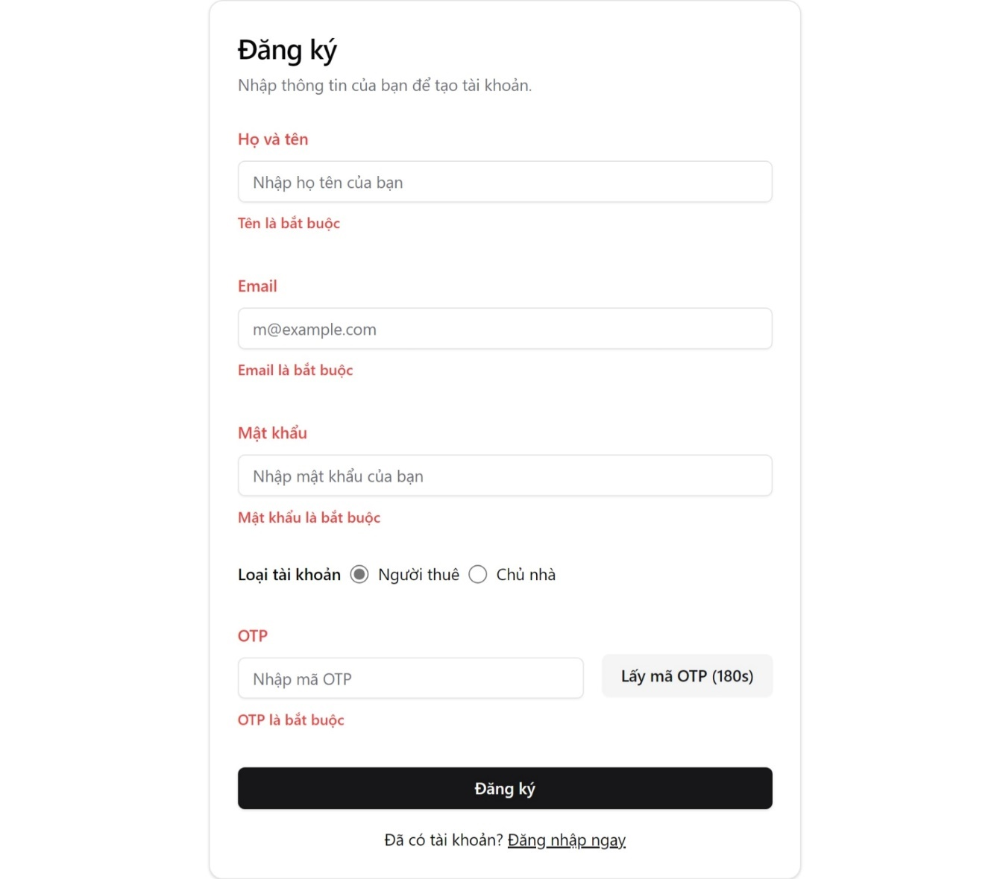 Đăng ký
Nhập thông tin của bạn để tạo tài khoản.
Họ và tên
Nhập họ tên của bạn
Tên là bắt buộc
Email
m@example.com
Email là bắt buộc
Mật khẩu
Nhập mật khẩu của bạn
Mật khẩu là bắt buộc
Loại tài khoản Người thuê Chủ nhà
OTP
Nhập mã OTP Lấy mã OTP (180s)
OTP là bắt buộc
Đăng ký
Đã có tài khoản? Đăng nhập ngay